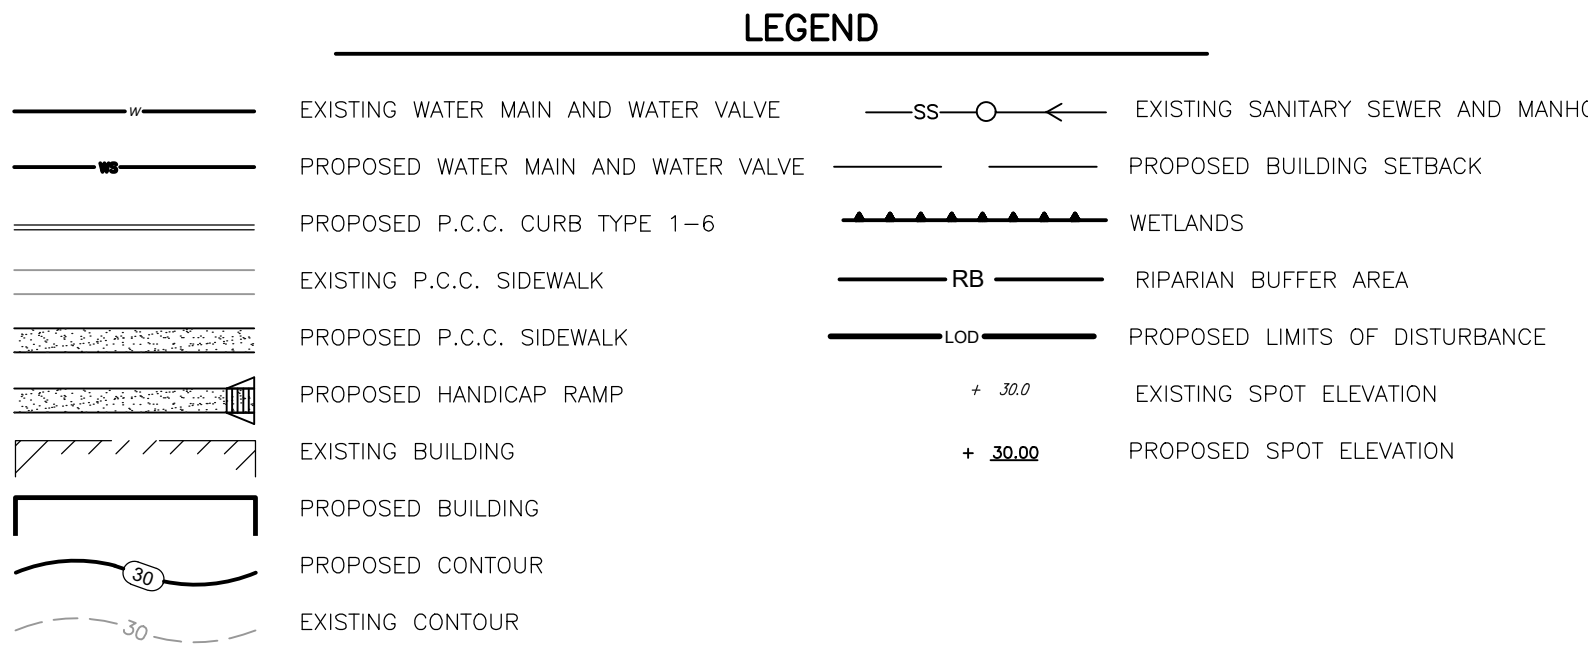 LEGEND
W EXISTING WATER MAIN AND WATER VALVE
WS PROPOSED WATER MAIN AND WATER VALVE
PROPOSED P.C.C. CURB TYPE 1-6
EXISTING P.C.C. SIDEWALK
PROPOSED P.C.C. SIDEWALK
PROPOSED HANDICAP RAMP
EXISTING BUILDING
PROPOSED BUILDING
30 PROPOSED CONTOUR
30 EXISTING CONTOUR
SS EXISTING SANITARY SEWER AND
PROPOSED BUILDING SETBACK
WETLANDS
RB RIPARIAN BUFFER AREA
LOD PROPOSED LIMITS OF DISTURBANCE
+ 30.0 EXISTING SPOT ELEVATION
+ 30.00 PROPOSED SPOT ELEVATION